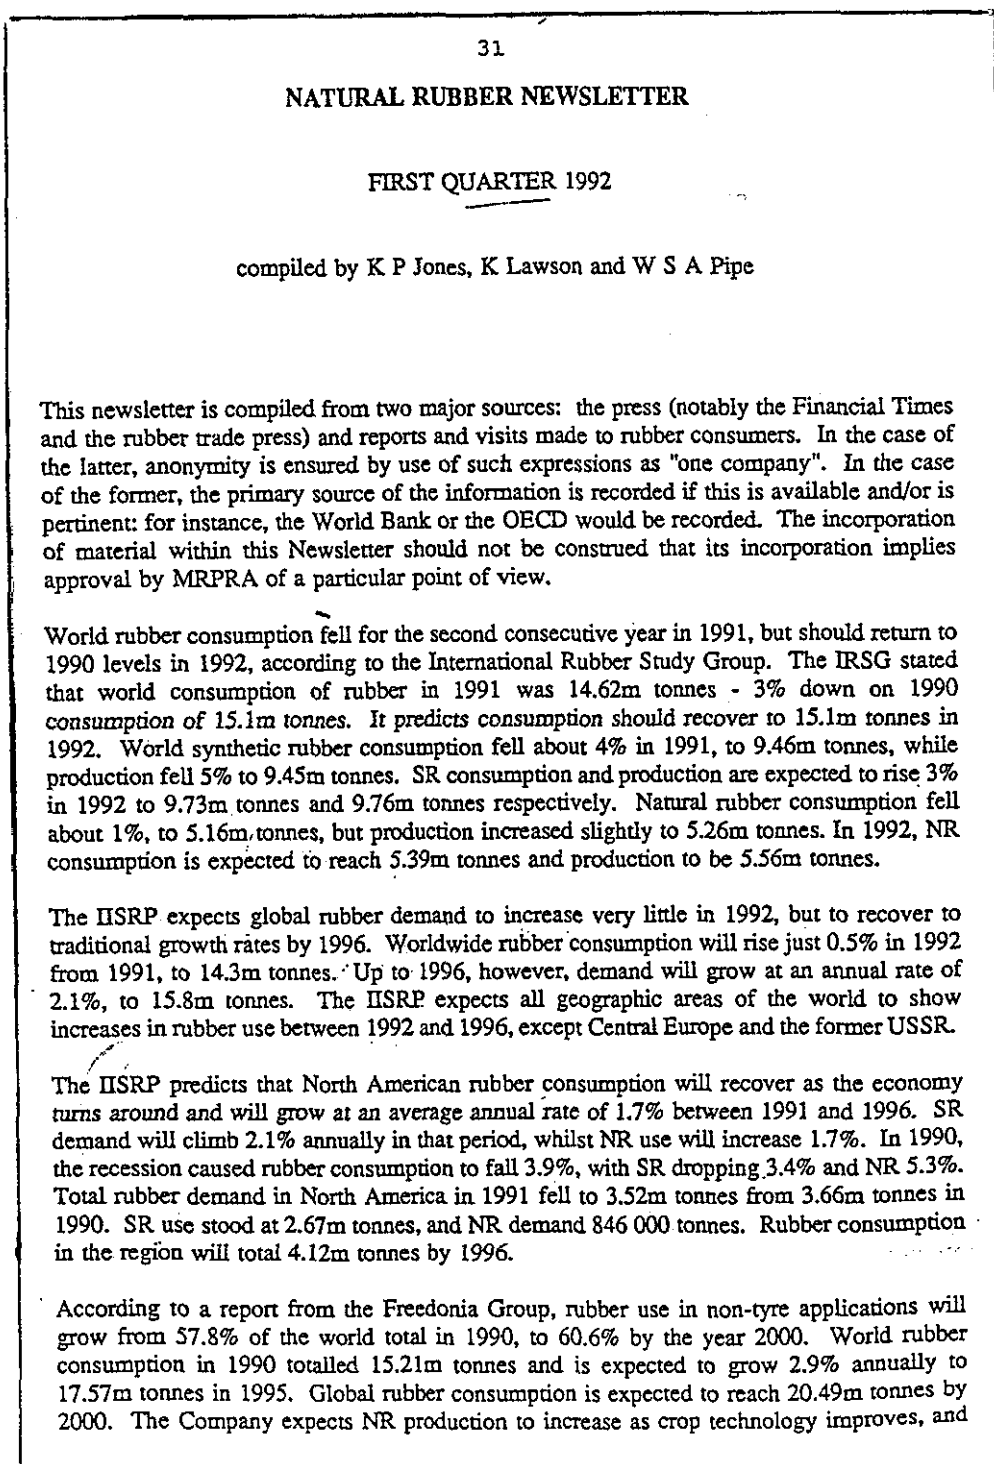 31
NATURAL RUBBER NEWSLETTER
FIRST QUARTER 1992
compiled by K P Jones, K Lawson and W S A Pipe
This newsletter is compiled from two major sources: the press (notably the Financial Times
and the rubber trade press) and reports and visits made to rubber consumers. In the case of
the latter, anonymity is ensured by use of such expressions as "one company". In the case
of the former, the primary source of the information is recorded if this is available and/or is
pertinent: for instance, the World Bank or the OECD would be recorded. The incorporation
of material within this Newsletter should not be construed that its incorporation implies
approval by MRPRA of a particular point of view.
World rubber consumption fell for the second consecutive year in 1991, but should return to
1990 levels in 1992, according to the International Rubber Study Group. The IRSG stated
that world consumption of rubber in 1991 was 14.62m tonnes - 3% down on 1990
consumption of 15.1m tonnes. It predicts consumption should recover to 15.1m tonnes in
1992. World synthetic rubber consumption fell about 4% in 1991, to 9.46m tonnes, while
production fell 5% to 9.45m tonnes. SR consumption and production are expected to rise 3%
in 1992 to 9.73m tonnes and 9.76m tonnes respectively. Natural rubber consumption fell
about 1%, to 5.16m tonnes, but production increased slightly to 5.26m tonnes. In 1992, NR
consumption is expected to reach 5.39m tonnes and production to be 5.56m tonnes.
The IISRP expects global rubber demand to increase very little in 1992, but to recover to
traditional growth rates by 1996. Worldwide rubber consumption will rise just 0.5% in 1992
from 1991, to 14.3m tonnes. Up to 1996, however, demand will grow at an annual rate of
2.1%, to 15.8m tonnes. The IISRP expects all geographic areas of the world to show
increases in rubber use between 1992 and 1996, except Central Europe and the former USSR.
The IISRP predicts that North American rubber consumption will recover as the economy
turns around and will grow at an average annual rate of 1.7% between 1991 and 1996. SR
demand will climb 2.1% annually in that period, whilst NR use will increase 1.7%. In 1990,
the recession caused rubber consumption to fall 3.9%, with SR dropping 3.4% and NR 5.3%.
Total rubber demand in North America in 1991 fell to 3.52m tonnes from 3.66m tonnes in
1990. SR use stood at 2.67m tonnes, and NR demand 846 000 tonnes. Rubber consumption
in the region will total 4.12m tonnes by 1996.
According to a report from the Freedonia Group, rubber use in non-tyre applications will
grow from 57.8% of the world total in 1990, to 60.6% by the year 2000. World rubber
consumption in 1990 totalled 15.21m tonnes and is expected to grow 2.9% annually to
17.57m tonnes in 1995. Global rubber consumption is expected to reach 20.49m tonnes by
2000. The Company expects NR production to increase as crop technology improves, and